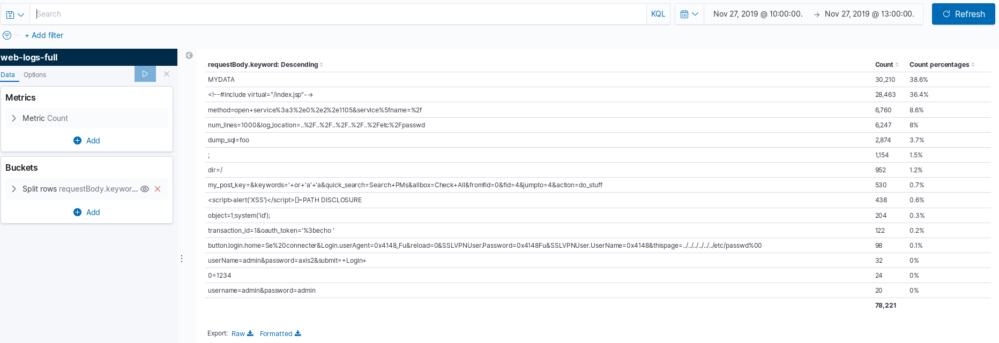 Search KQL Nov 27, 2019 @ 10:00:00. → Nov 27, 2019 @ 13:00:00. Refresh
+ Add filter
web-logs-full
Data Options
Metrics
Metric Count
Add
Buckets
Split rows requestBody.keywor...
Add
requestBody.keyword: Descending Count Count percentages
MYDATA 30,210 38.6%
<!--#include virtual="/index.jsp"--> 28,463 36.4%
method=open+service%3a3%2e0%2e2%2e1105&service%5fname=%2f 6,760 8.6%
num_lines=1000&log_location=..%2F..%2F..%2F..%2F..%2Fetc%2Fpasswd 6,247 8%
dump_sql=foo 2,874 3.7%
; 1,154 1.5%
dir=/ 952 1.2%
my_post_key=&keywords='+or+'a'+'a&quick_search=Search+PMs&allbox=Check+All&fromfid=0&fid=4&jumpto=4&action=do_stuff 530 0.7%
<script>alert('XSS')</script>[]=PATH DISCLOSURE 438 0.6%
object=1;system('id'); 204 0.3%
transaction_id=1&oauth_token='%3becho ' 122 0.2%
button.login.home=Se%20connecter&Login.userAgent=0x4148_Fu&reload=0&SSLVPNUser.Password=0x4148Fu&SSLVPNUser.UserName=0x4148&thispage=../../../../../../etc/passwd%00 98 0.1%
userName=admin&password=axis2&submit=+Login+ 32 0%
0=1234 24 0%
username=admin&password=admin 20 0%
78,221
Export: Raw Formatted